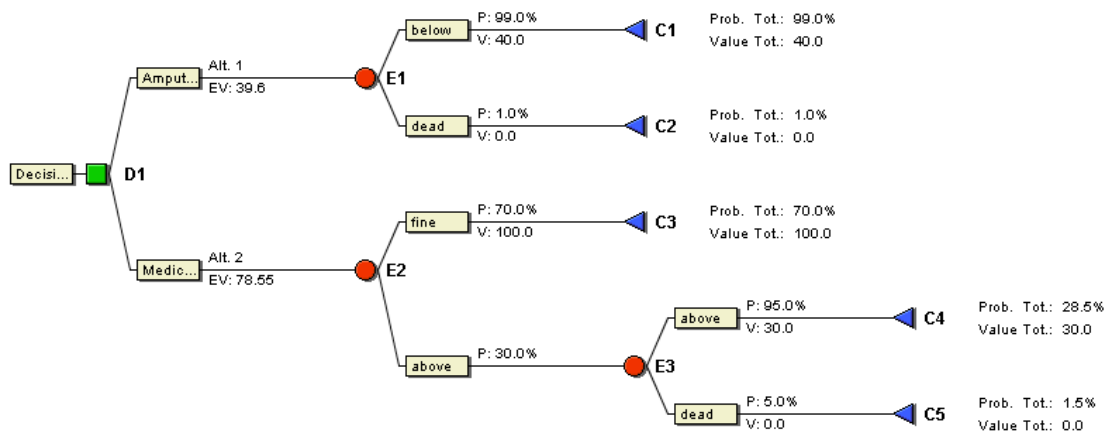 P: 99.0%
below
C1
Prob. Tot.: 99.0%
V: 40.0
Value Tot.: 40.0
Alt. 1
Amput...
E1
EV: 39.6
P: 1.0%
dead
C2
Prob. Tot.: 1.0%
V: 0.0
Value Tot.: 0.0
Decisi...
D1
P: 70.0%
fine
C3
Prob. Tot.: 70.0%
V: 100.0
Value Tot.: 100.0
Alt. 2
Medic...
E2
EV: 78.55
P: 95.0%
above
C4
Prob. Tot.: 28.5%
V: 30.0
Value Tot.: 30.0
P: 30.0%
above
E3
P: 5.0%
dead
C5
Prob. Tot.: 1.5%
V: 0.0
Value Tot.: 0.0